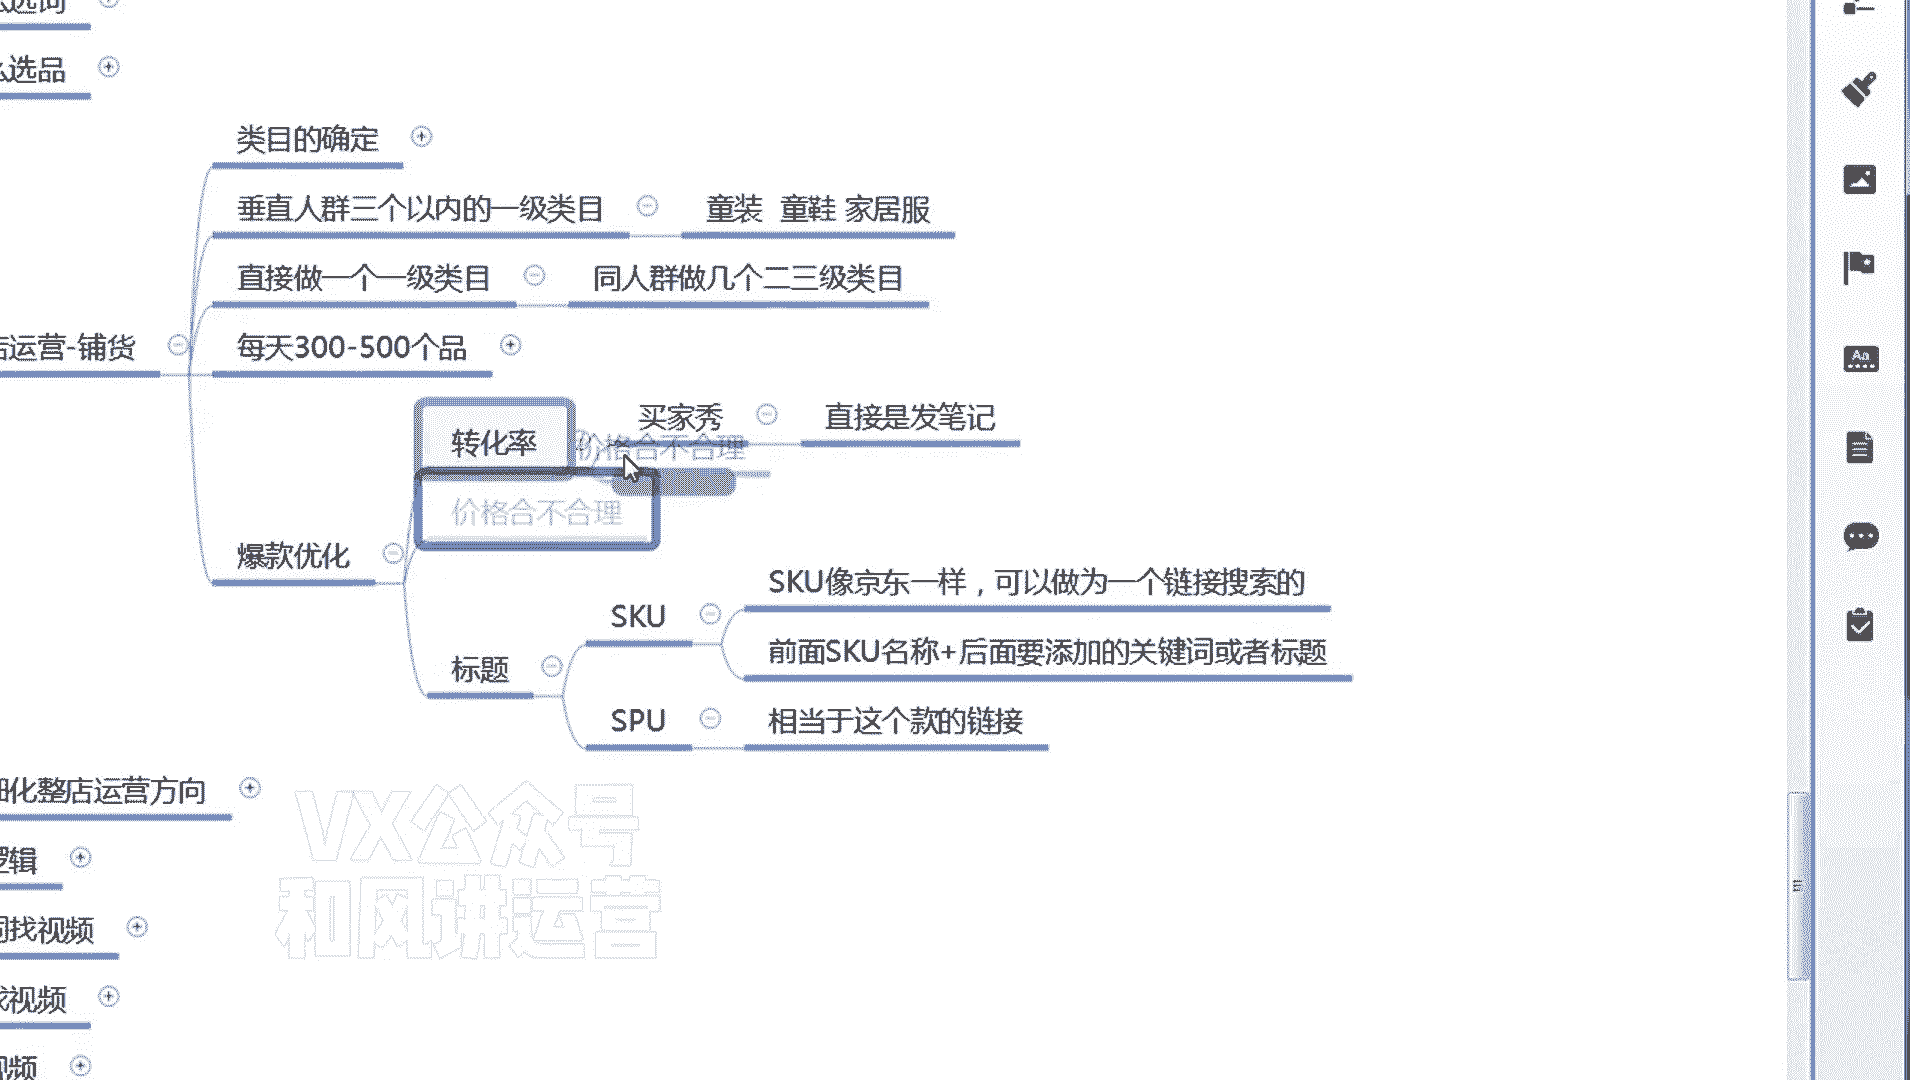 么选品
类目的确定
垂直人群三个以内的一级类目
童装 童鞋 家居服
直接做一个一级类目
同人群做几个二三级类目
店运营-铺货
每天300-500个品
转化率
买家秀
直接是发笔记
价格合不合理
价格合不合理
爆款优化
标题
SKU
SKU像京东一样，可以做为一个链接搜索的
前面SKU名称+后面要添加的关键词或者标题
SPU
相当于这个款的链接
细化整店运营方向
VX公众号
和风讲运营
逻辑
词找视频
找视频
视频
Aa